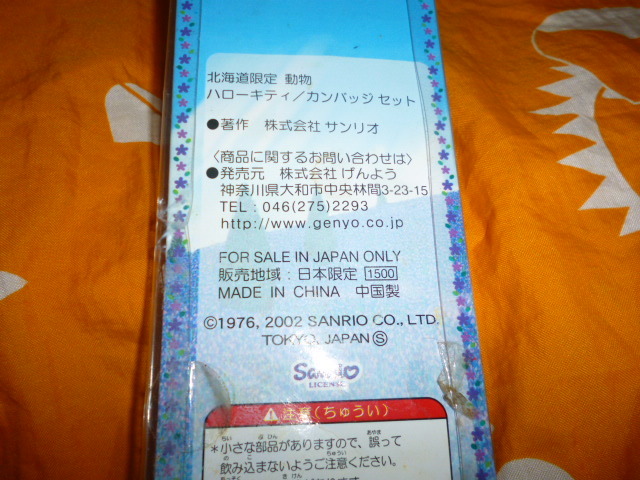 北海道限定 動物
ハローキティ／カンバッジ セット
●著作 株式会社 サンリオ
〈商品に関するお問い合わせは〉
●発売元 株式会社 げんよう
神奈川県大和市中央林間3-23-15
TEL : 046(275)2293
http://www.genyo.co.jp
FOR SALE IN JAPAN ONLY
販売地域：日本限定 1500
MADE IN CHINA 中国製
©1976, 2002 SANRIO CO., LTD.
TOKYO, JAPAN Ⓢ
Sanrio
LICENSE
注意(ちゅうい)
*小さな部品がありますので、誤って
飲み込まないようご注意ください。